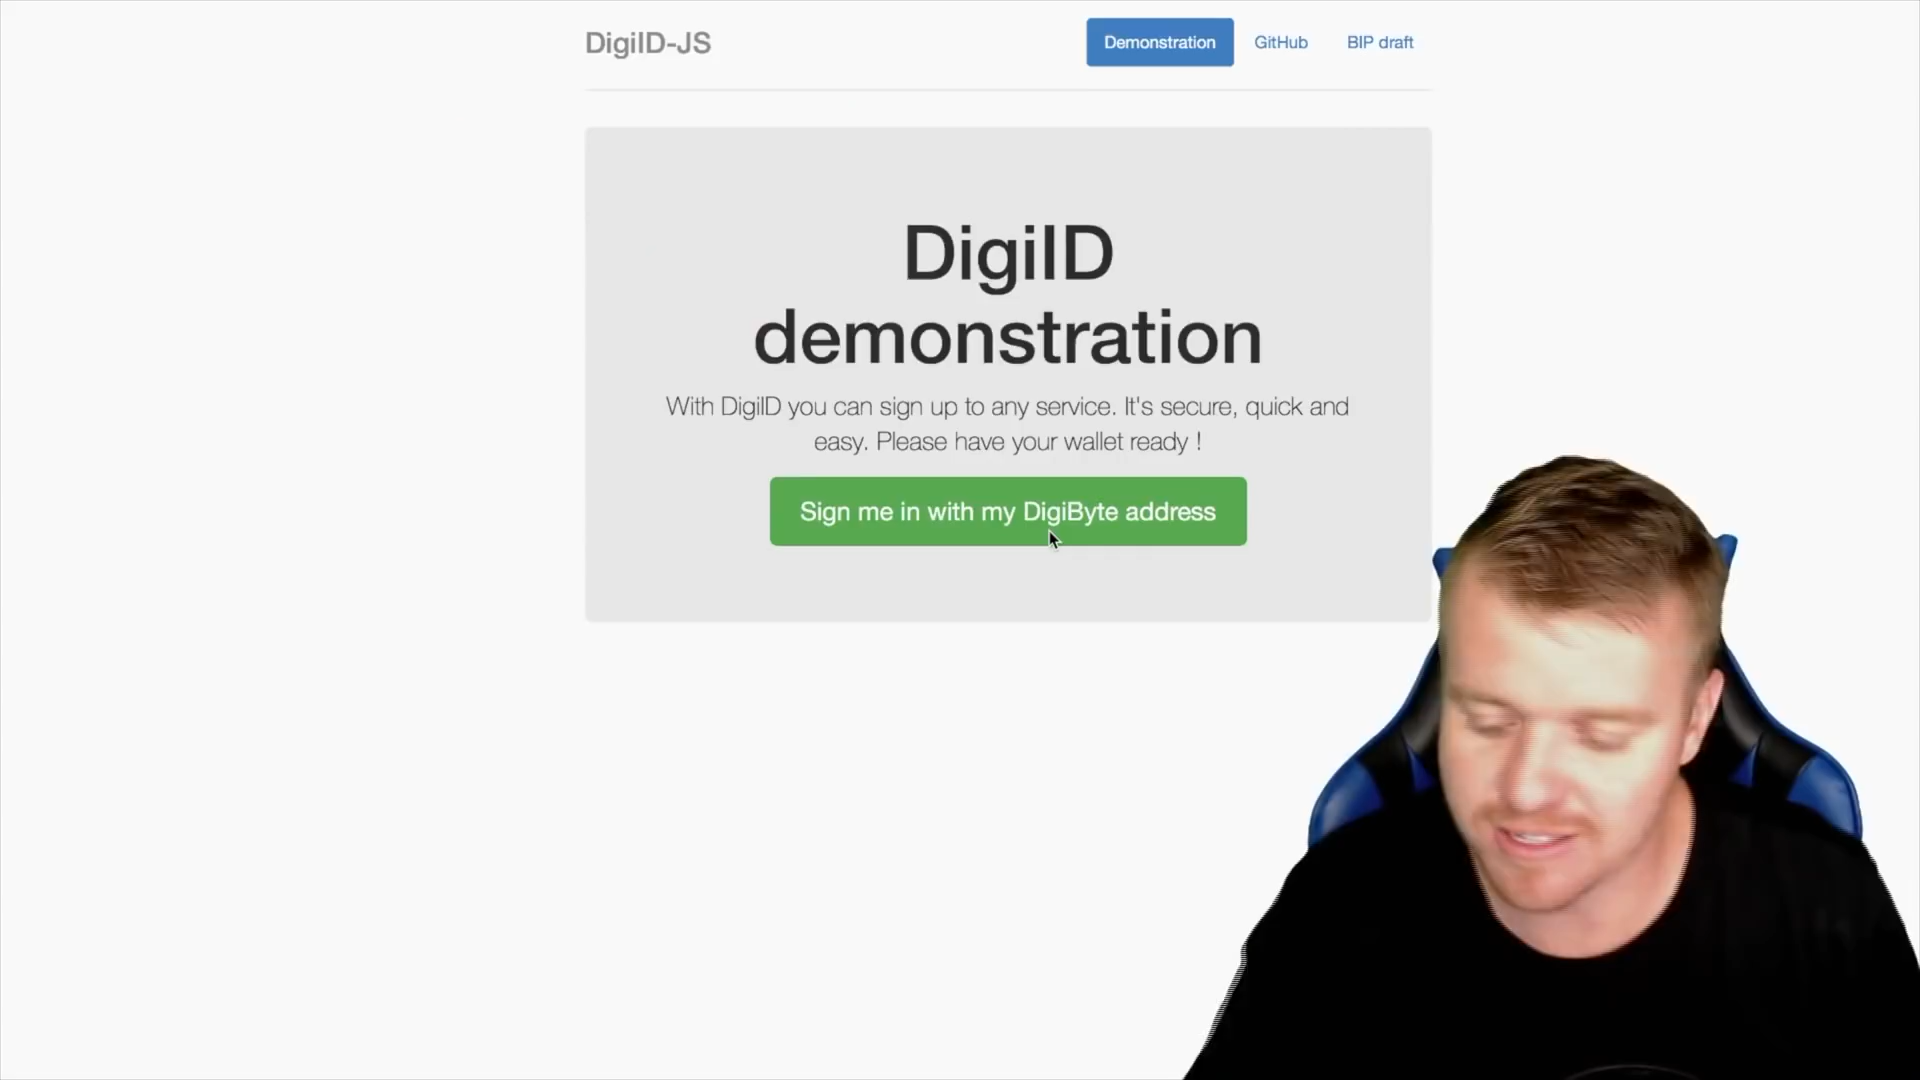 DigiID-JS
Demonstration
GitHub
BIP draft
DigiID
demonstration
With DigiID you can sign up to any service. It's secure, quick and
easy. Please have your wallet ready !
Sign me in with my DigiByte address